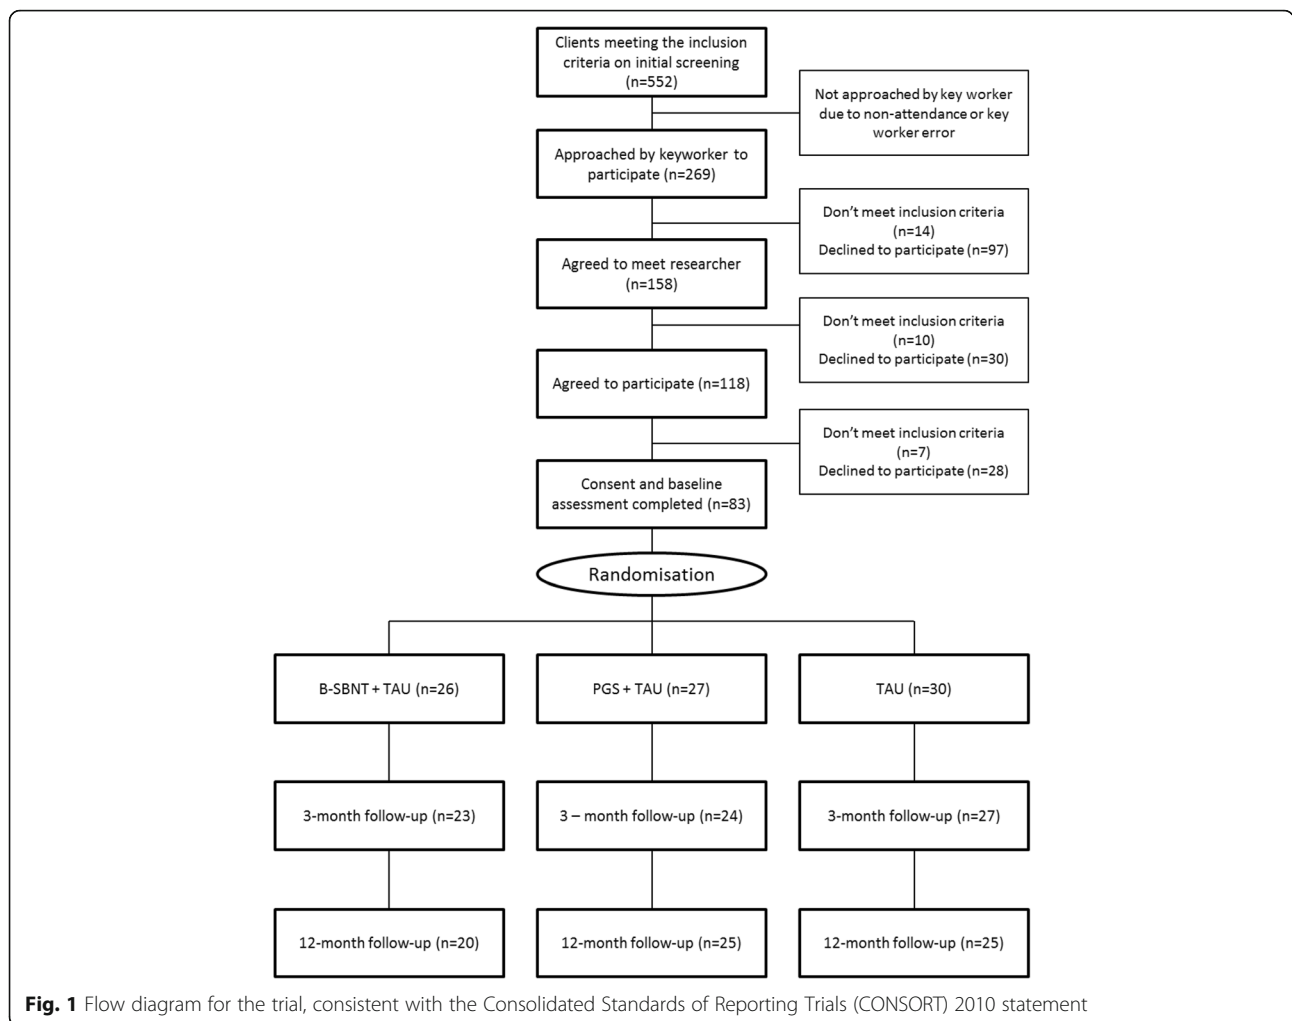 Clients meeting the inclusion
criteria on initial screening
(n=552)
Not approached by key worker
due to non-attendance or key
worker error
Approached by keyworker to
participate (n=269)
Don’t meet inclusion criteria
(n=14)
Declined to participate (n=97)
Agreed to meet researcher
(n=158)
Don’t meet inclusion criteria
(n=10)
Declined to participate (n=30)
Agreed to participate (n=118)
Don’t meet inclusion criteria
(n=7)
Declined to participate (n=28)
Consent and baseline
assessment completed (n=83)
Randomisation
B-SBNT + TAU (n=26)
PGS + TAU (n=27)
TAU (n=30)
3-month follow-up (n=23)
3 – month follow-up (n=24)
3-month follow-up (n=27)
12-month follow-up (n=20)
12-month follow-up (n=25)
12-month follow-up (n=25)
Fig. 1 Flow diagram for the trial, consistent with the Consolidated Standards of Reporting Trials (CONSORT) 2010 statement